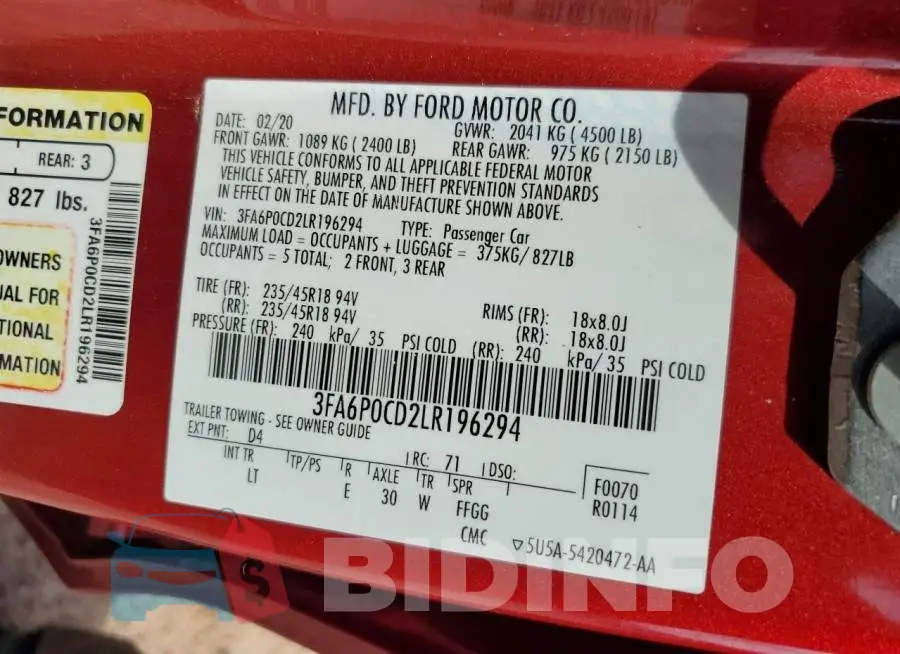 FORMATION
REAR: 3
827 lbs.
3FA6P0CD2LR196294
OWNERS
UAL FOR
TIONAL
RMATION
MFD. BY FORD MOTOR CO.
DATE: 02/20 GVWR: 2041 KG ( 4500 LB)
FRONT GAWR: 1089 KG ( 2400 LB) REAR GAWR: 975 KG ( 2150 LB)
THIS VEHICLE CONFORMS TO ALL APPLICABLE FEDERAL MOTOR
VEHICLE SAFETY, BUMPER, AND THEFT PREVENTION STANDARDS
IN EFFECT ON THE DATE OF MANUFACTURE SHOWN ABOVE.
VIN: 3FA6P0CD2LR196294 TYPE: Passenger Car
MAXIMUM LOAD = OCCUPANTS + LUGGAGE = 375KG/ 827LB
OCCUPANTS = 5 TOTAL; 2 FRONT, 3 REAR
TIRE (FR): 235/45R18 94V RIMS (FR): 18x8.0J
(RR): 235/45R18 94V (RR): 18x8.0J
PRESSURE (FR): 240 kPa/ 35 PSI COLD (RR): 240 kPa/ 35 PSI COLD
3FA6P0CD2LR196294
TRAILER TOWING - SEE OWNER GUIDE
EXT PNT: D4 RC: 71 DSO: F0070
INT TR TP/PS R AXLE TR SPR R0114
LT E 30 W FFGG
CMC ▽5U5A-5420472-AA
$ BIDINFO